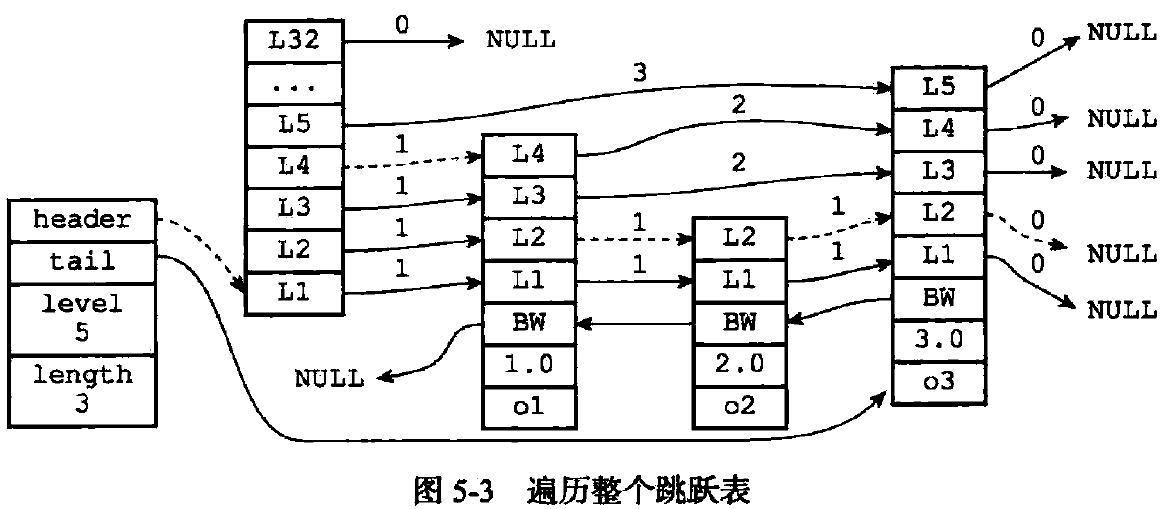 header
tail
level
5
length
3
L32
...
L5
L4
L3
L2
L1
0
NULL
3
1
1
1
1
L4
L3
L2
L1
BW
1.0
o1
NULL
2
2
1
1
L2
L1
BW
2.0
o2
1
1
L5
L4
L3
L2
L1
BW
3.0
o3
0
NULL
0
NULL
0
NULL
0
NULL
0
NULL
图 5-3 遍历整个跳跃表